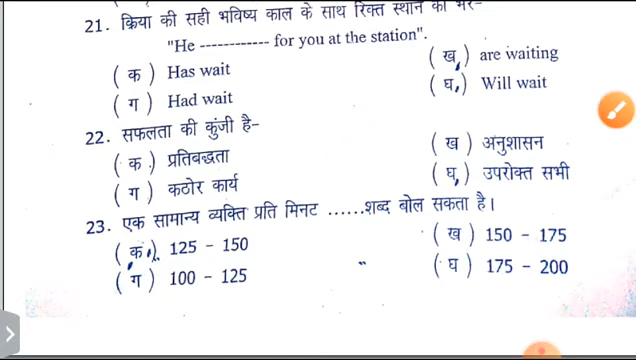 21. क्रिया की सही भविष्य काल के साथ रिक्त स्थान को भरे-
"He ------------ for you at the station".
( क ) Has wait ( ख ) are waiting
( ग ) Had wait ( घ ) Will wait
22. सफलता की कुंजी है-
( क ) प्रतिबद्धता ( ख ) अनुशासन
( ग ) कठोर कार्य ( घ ) उपरोक्त सभी
23. एक सामान्य व्यक्ति प्रति मिनट ......शब्द बोल सकता है।
( क ) 125 - 150 ( ख ) 150 - 175
( ग ) 100 - 125 ( घ ) 175 - 200